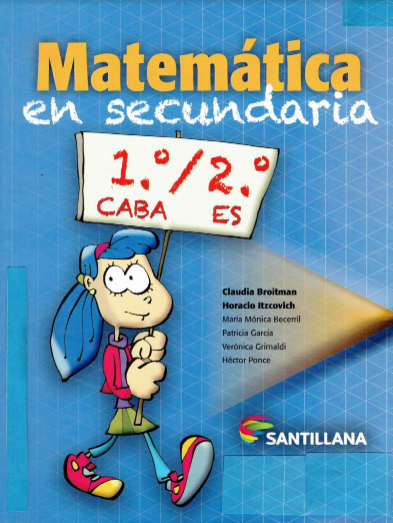 Matemática
en secundaria
1.º/2.º
CABA ES
Claudia Broitman
Horacio Itzcovich
María Mónica Becerril
Patricia García
Verónica Grimaldi
Héctor Ponce
SANTILLANA